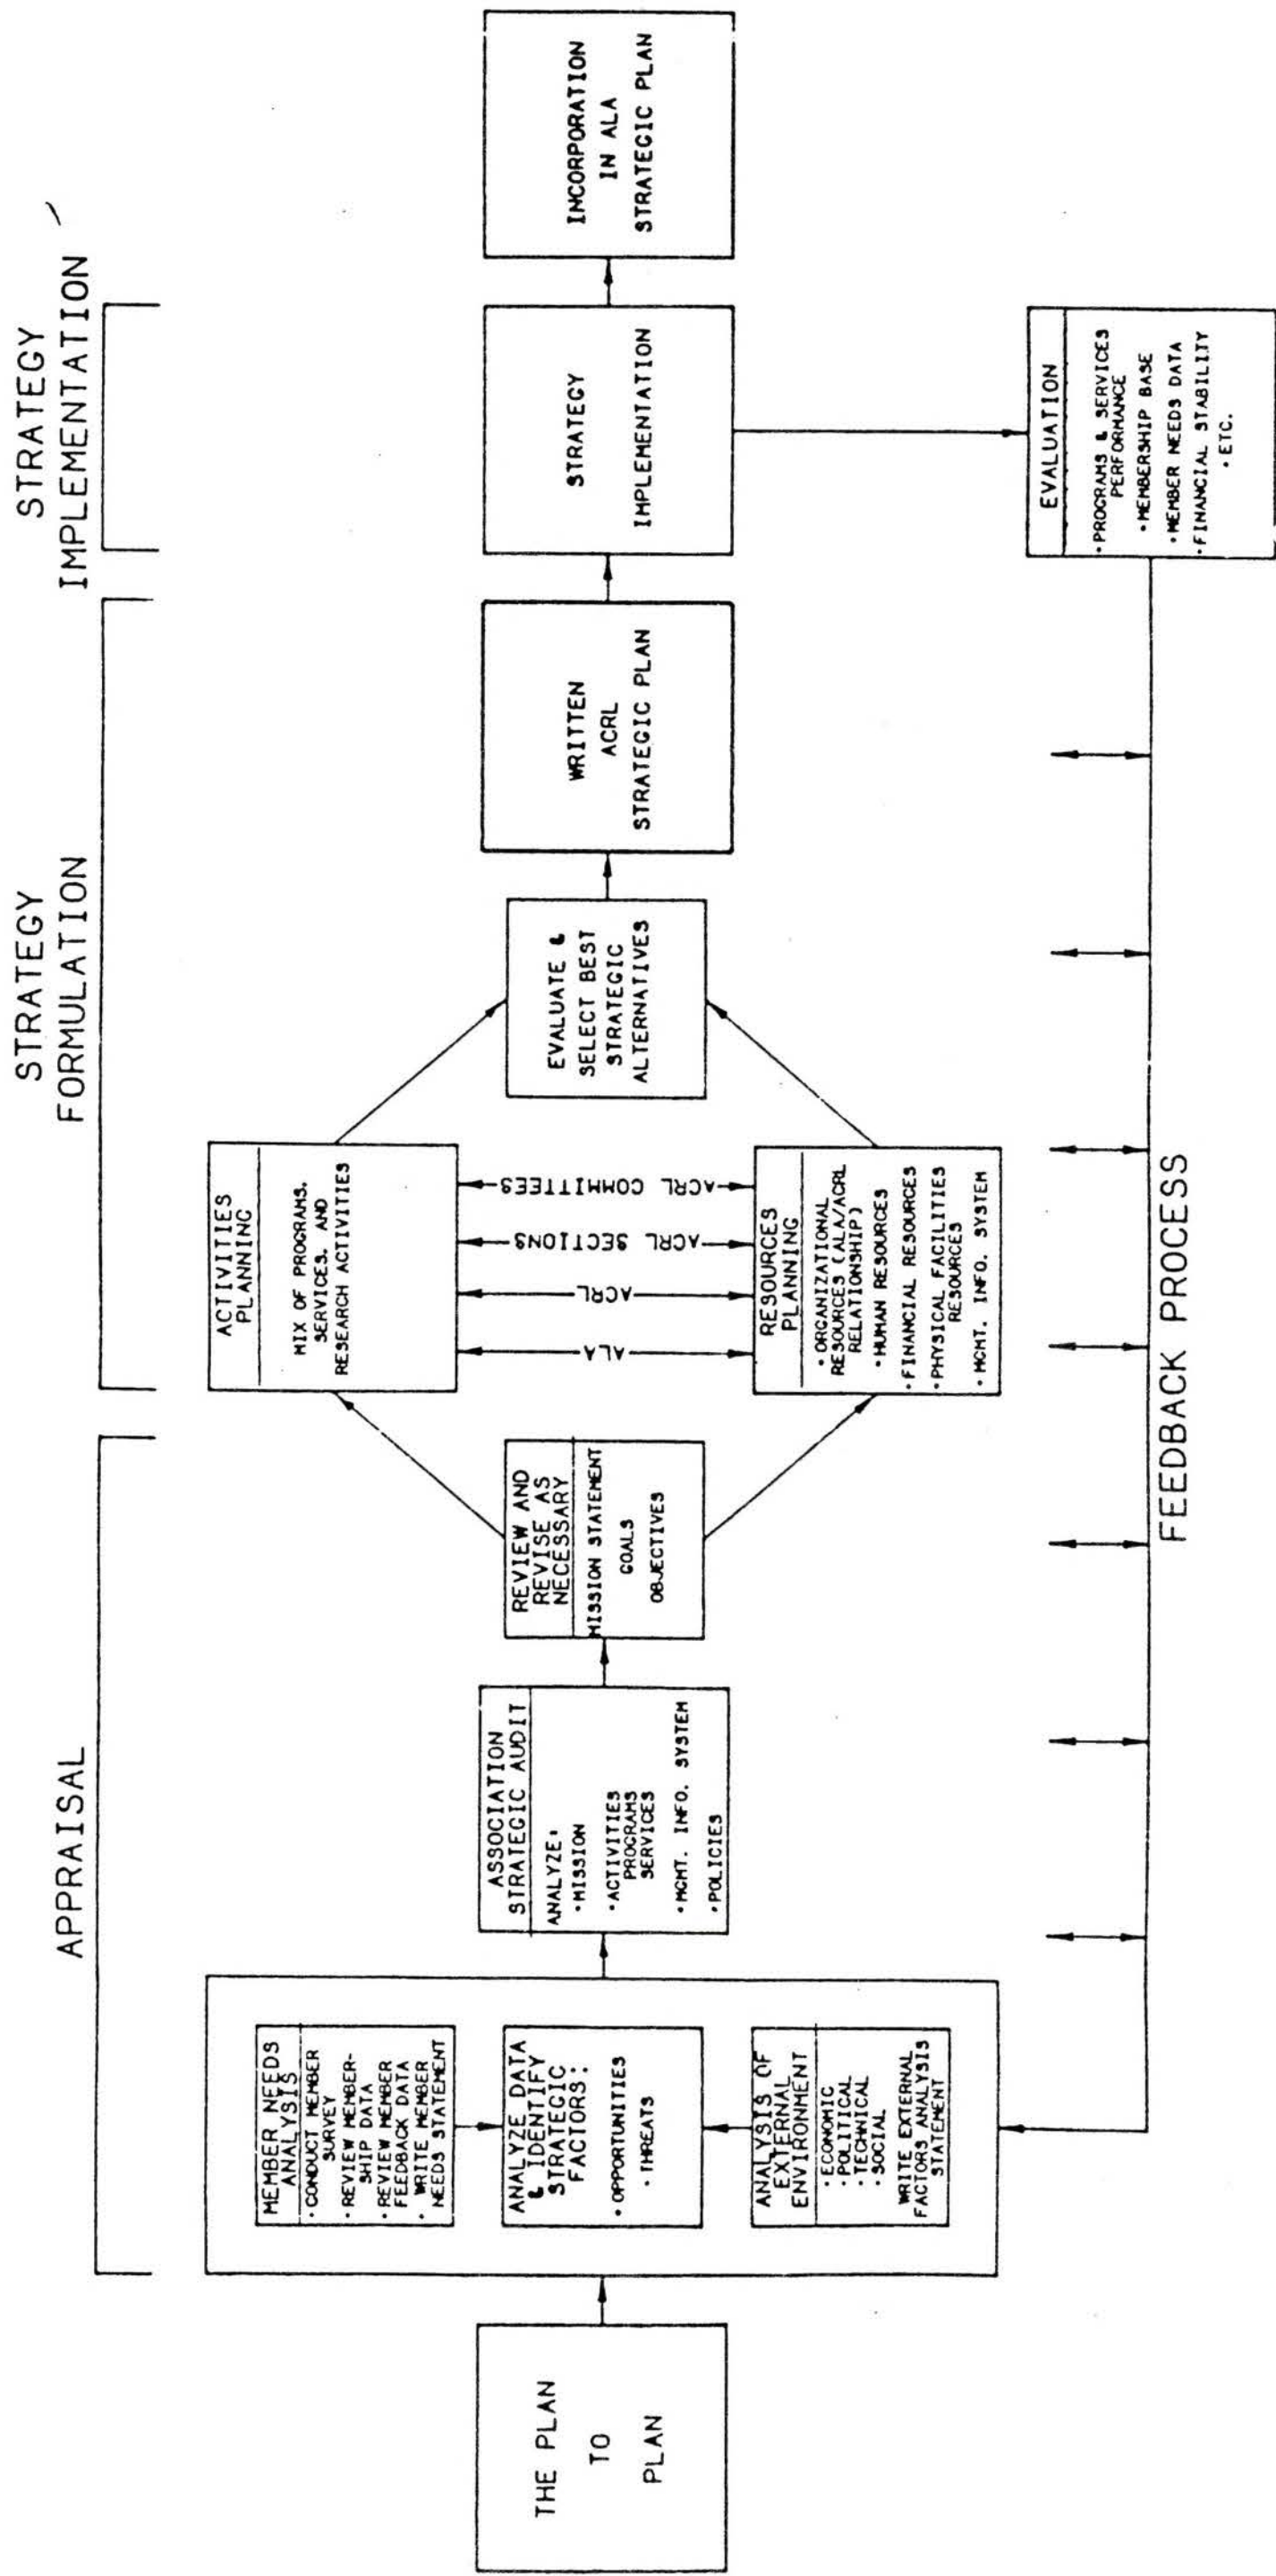 APPRAISAL
STRATEGY
FORMULATION
STRATEGY
IMPLEMENTATION
THE PLAN
TO
PLAN
MEMBER NEEDS
ANALYSIS
• CONDUCT MEMBER
SURVEY
• REVIEW MEMBER-
SHIP DATA
• REVIEW MEMBER
FEEDBACK DATA
• WRITE MEMBER
NEEDS STATEMENT
ANALYZE DATA
& IDENTIFY
STRATEGIC
FACTORS:
• OPPORTUNITIES
• THREATS
ANALYSIS OF
EXTERNAL
ENVIRONMENT
• ECONOMIC
• POLITICAL
• TECHNICAL
• SOCIAL
WRITE EXTERNAL
FACTORS ANALYSIS
STATEMENT
ASSOCIATION
STRATEGIC AUDIT
ANALYZE:
• MISSION
• ACTIVITIES
PROGRAMS
SERVICES
• MGMT. INFO. SYSTEM
• POLICIES
REVIEW AND
REVISE AS
NECESSARY
MISSION STATEMENT
GOALS
OBJECTIVES
ACTIVITIES
PLANNING
MIX OF PROGRAMS,
SERVICES, AND
RESEARCH ACTIVITIES
ALA
ACRL
ACRL SECTIONS
ACRL COMMITTEES
RESOURCES
PLANNING
• ORGANIZATIONAL
RESOURCES (ALA/ACRL
RELATIONSHIP)
• HUMAN RESOURCES
• FINANCIAL RESOURCES
• PHYSICAL FACILITIES
RESOURCES
• MGMT. INFO. SYSTEM
EVALUATE &
SELECT BEST
STRATEGIC
ALTERNATIVES
WRITTEN
ACRL
STRATEGIC PLAN
STRATEGY
IMPLEMENTATION
INCORPORATION
IN ALA
STRATEGIC PLAN
EVALUATION
• PROGRAMS & SERVICES
PERFORMANCE
• MEMBERSHIP BASE
• MEMBER NEEDS DATA
• FINANCIAL STABILITY
• ETC.
FEEDBACK PROCESS